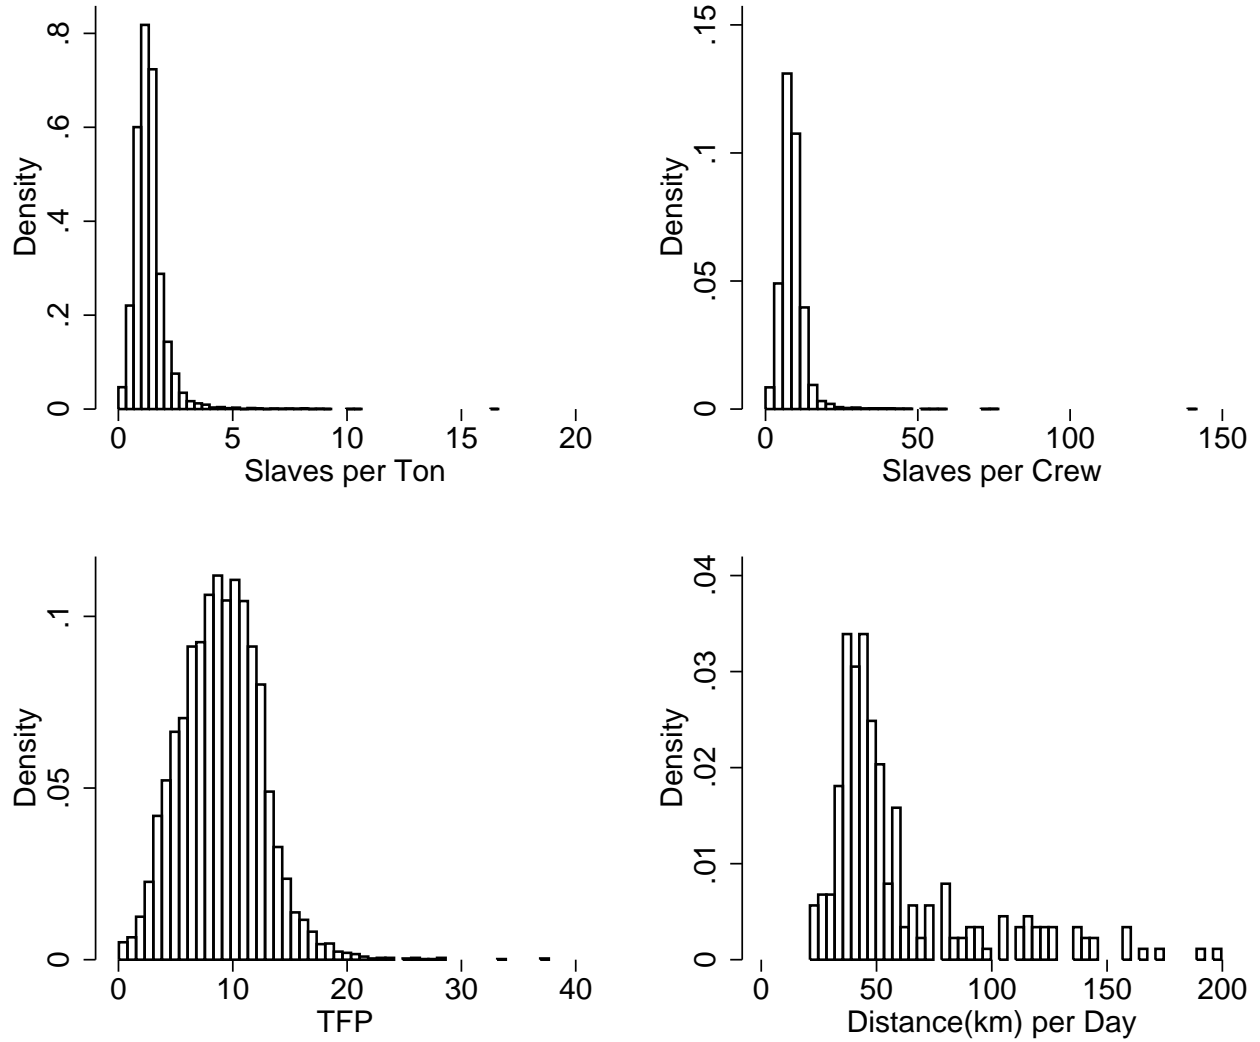 Density
0 .2 .4 .6 .8
0 5 10 15 20
Slaves per Ton
Density
0 .05 .1 .15
0 50 100 150
Slaves per Crew
Density
0 .05 .1
0 10 20 30 40
TFP
Density
0 .01 .02 .03 .04
0 50 100 150 200
Distance(km) per Day